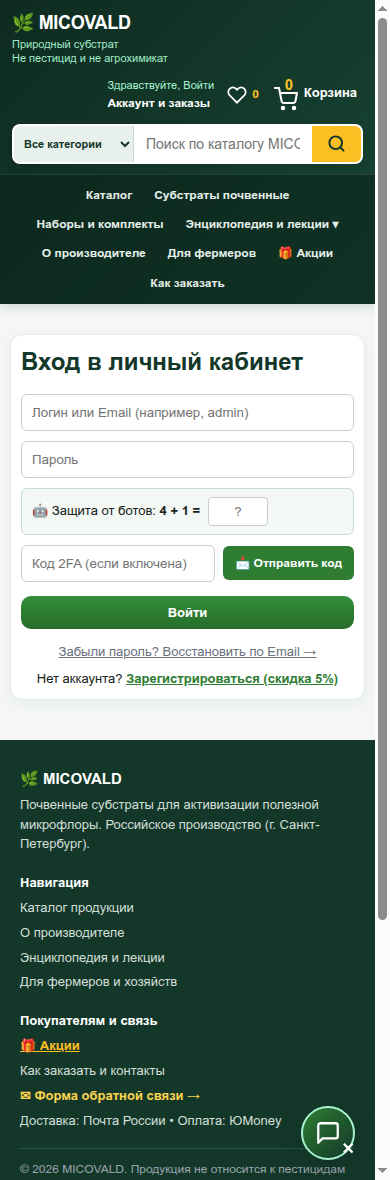 🌿 MICOVALD
Природный субстрат
Не пестицид и не агрохимикат
Здравствуйте, Войти
Аккаунт и заказы
0
0
Корзина
Все категории
Поиск по каталогу MICC
Каталог
Субстраты почвенные
Наборы и комплекты
Энциклопедия и лекции ▾
О производителе
Для фермеров
🎁 Акции
Как заказать
Вход в личный кабинет
Логин или Email (например, admin)
Пароль
🤖 Защита от ботов: 4 + 1 = ?
Код 2FA (если включена)
📩 Отправить код
Войти
Забыли пароль? Восстановить по Email →
Нет аккаунта? Зарегистрироваться (скидка 5%)
🌿 MICOVALD
Почвенные субстраты для активизации полезной
микрофлоры. Российское производство (г. Санкт-
Петербург).
Навигация
Каталог продукции
О производителе
Энциклопедия и лекции
Для фермеров и хозяйств
Покупателям и связь
🎁 Акции
Как заказать и контакты
✉ Форма обратной связи →
Доставка: Почта России • Оплата: ЮMoney
© 2026 MICOVALD. Продукция не относится к пестицидам